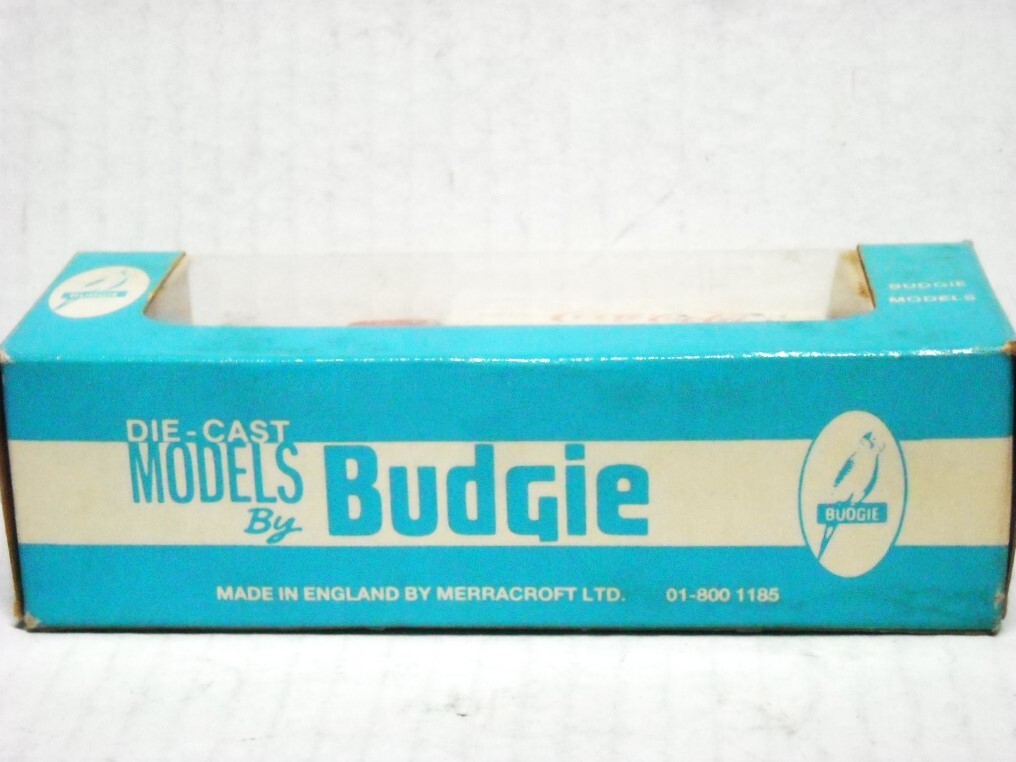 BUDGIE
BUDGIE
MODELS
DIE-CAST
MODELS
By
Budgie
BUDGIE
MADE IN ENGLAND BY MERRACROFT LTD. 01-800 1185